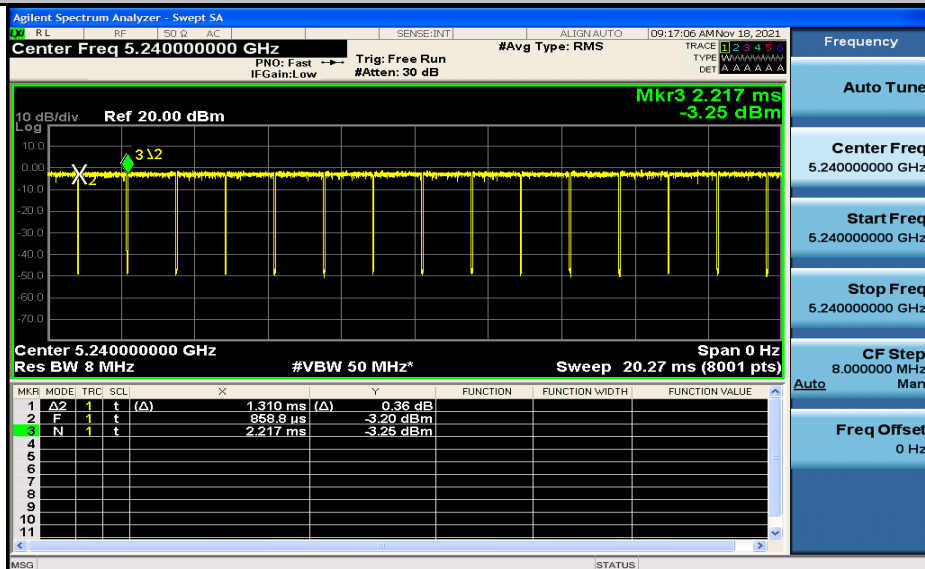 Agilent Spectrum Analyzer - Swept SA
LXI RL RF 50 Ω AC SENSE:INT ALIGNAUTO 09:17:06 AM Nov 18, 2021
Center Freq 5.240000000 GHz
#Avg Type: RMS
TRACE 1 2 3 4 5 6
PNO: Fast Trig: Free Run
TYPE
IFGain:Low #Atten: 30 dB
DET A A A A A A
Mkr3 2.217 ms
-3.25 dBm
10 dB/div Ref 20.00 dBm
Log
10.0
0.00
-10.0
-20.0
-30.0
-40.0
-50.0
-60.0
-70.0
3Δ2
X2
Center 5.240000000 GHz Span 0 Hz
Res BW 8 MHz #VBW 50 MHz* Sweep 20.27 ms (8001 pts)
MKR MODE TRC SCL X Y FUNCTION FUNCTION WIDTH FUNCTION VALUE
1 Δ2 1 t (Δ) 1.310 ms (Δ) 0.36 dB
2 F 1 t 858.8 µs -3.20 dBm
3 N 1 t 2.217 ms -3.25 dBm
4
5
6
7
8
9
10
11
MSG STATUS
Frequency
Auto Tune
Center Freq
5.240000000 GHz
Start Freq
5.240000000 GHz
Stop Freq
5.240000000 GHz
CF Step
8.000000 MHz
Auto Man
Freq Offset
0 Hz